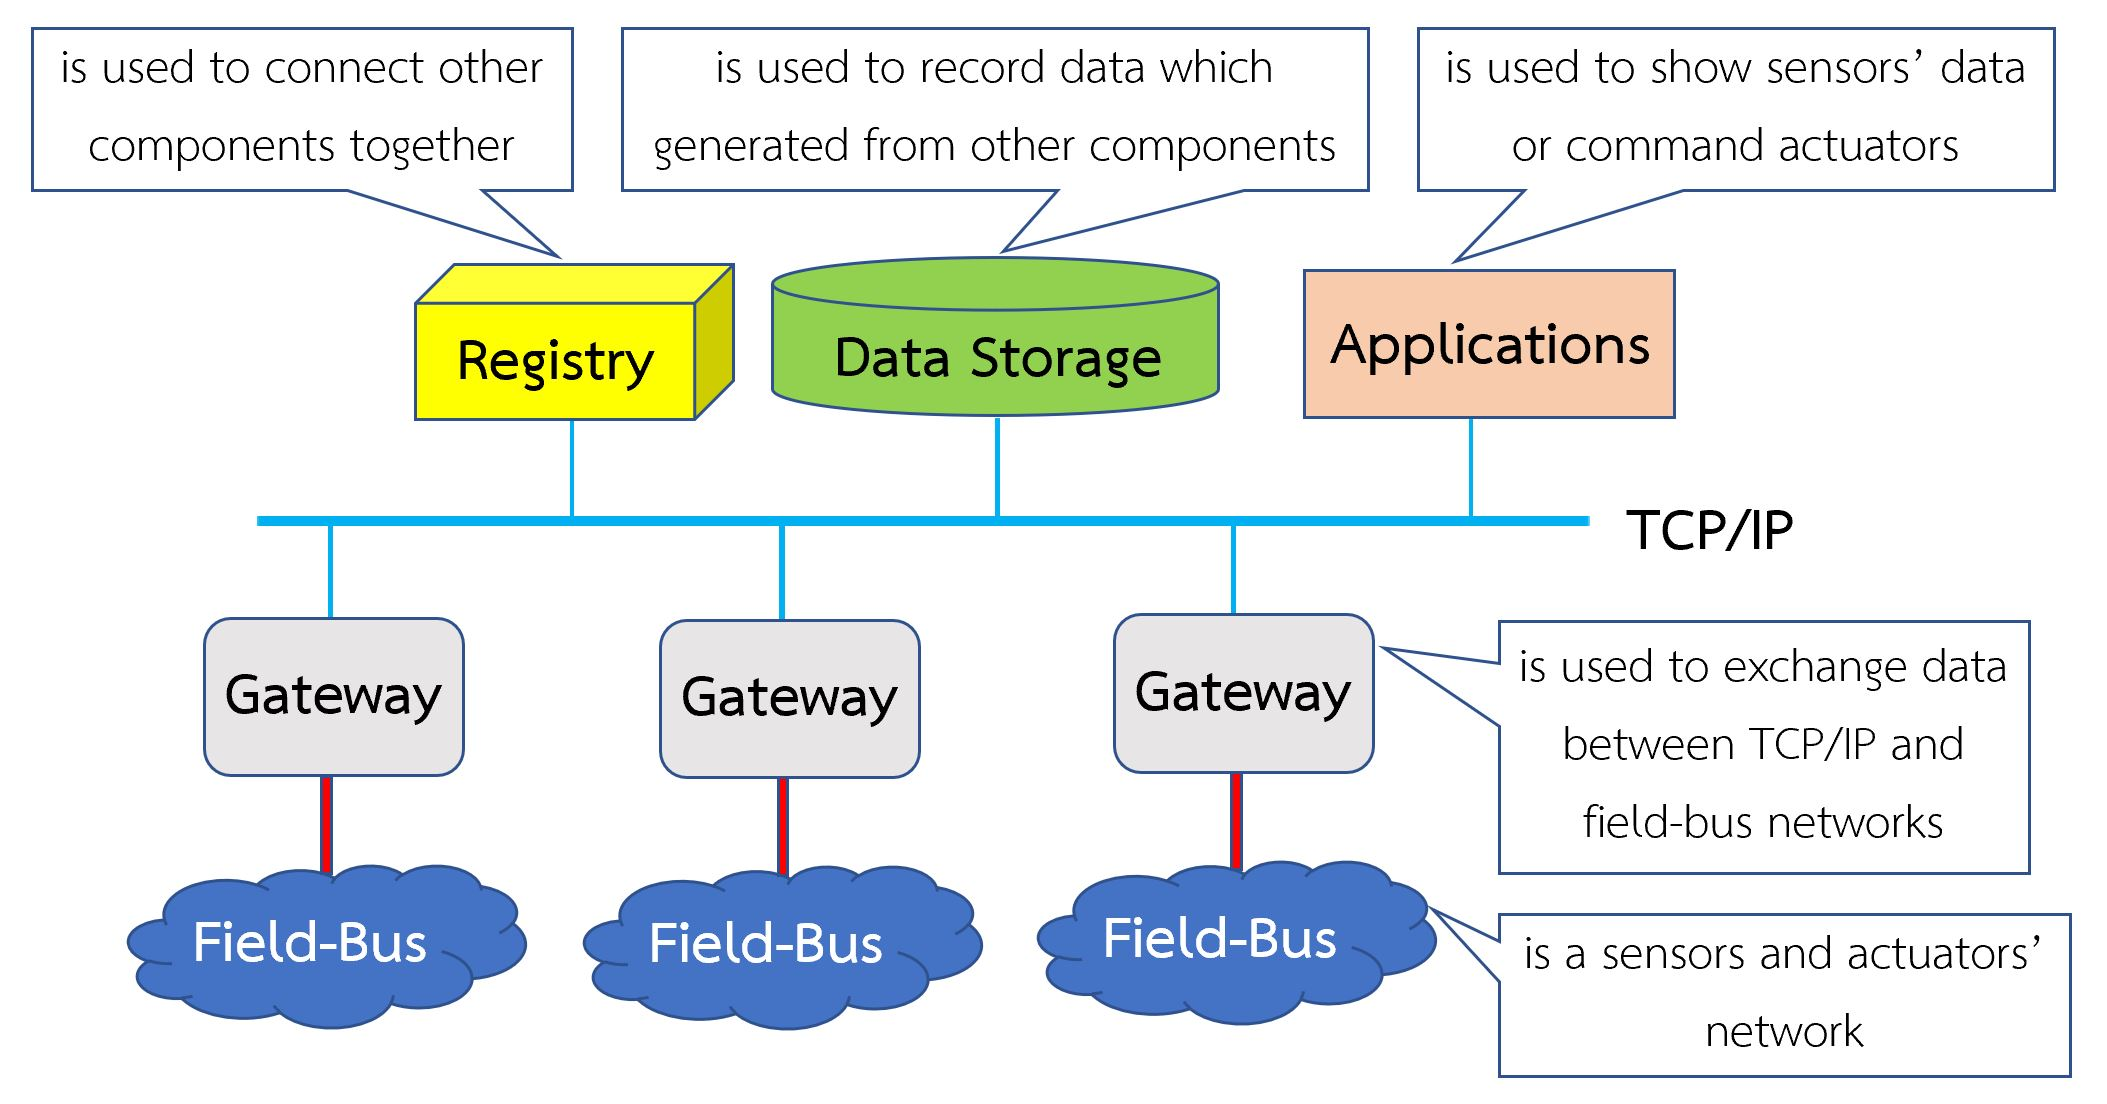 is used to connect other
components together
is used to record data which
generated from other components
is used to show sensors’ data
or command actuators
Registry
Data Storage
Applications
TCP/IP
Gateway
Gateway
Gateway
is used to exchange data
between TCP/IP and
field-bus networks
Field-Bus
Field-Bus
Field-Bus
is a sensors and actuators’
network